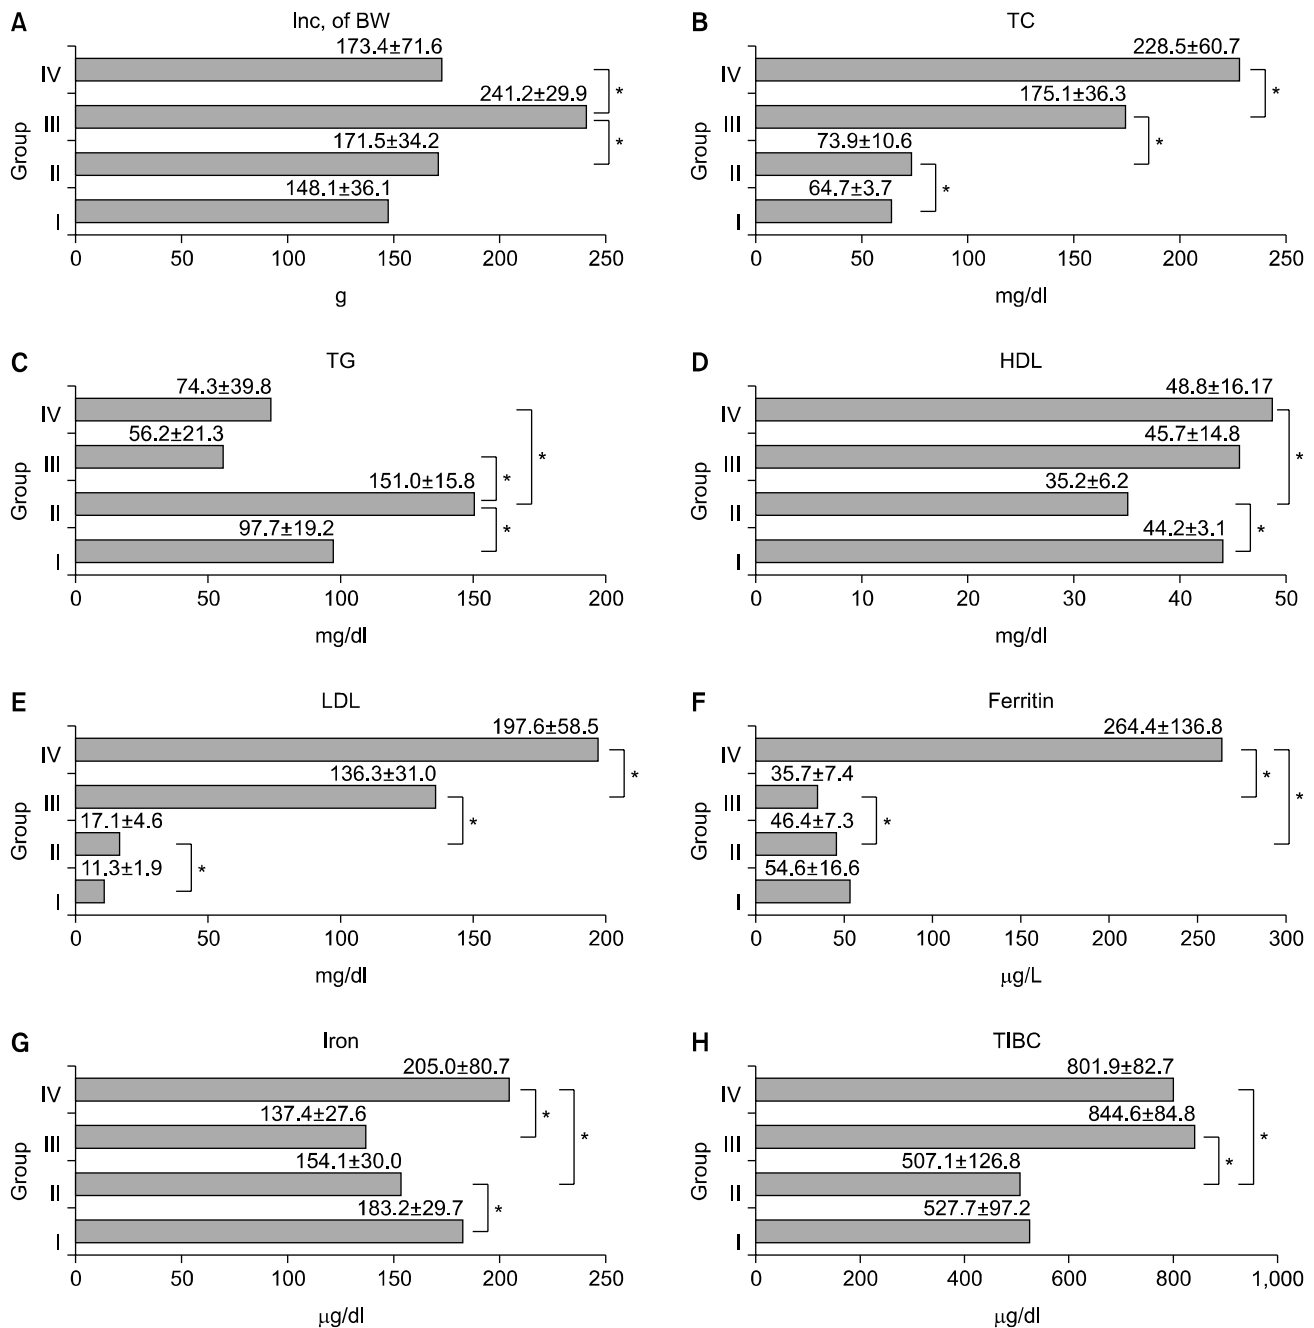 A
Inc, of BW
Group
IV
173.4±71.6
III
241.2±29.9
II
171.5±34.2
I
148.1±36.1
*
*
0 50 100 150 200 250
g
B
TC
Group
IV
228.5±60.7
III
175.1±36.3
II
73.9±10.6
I
64.7±3.7
*
*
*
0 50 100 150 200 250
mg/dl
C
TG
Group
IV
74.3±39.8
III
56.2±21.3
II
151.0±15.8
I
97.7±19.2
*
*
*
0 50 100 150 200
mg/dl
D
HDL
Group
IV
48.8±16.17
III
45.7±14.8
II
35.2±6.2
I
44.2±3.1
*
*
0 10 20 30 40 50
mg/dl
E
LDL
Group
IV
197.6±58.5
III
136.3±31.0
II
17.1±4.6
I
11.3±1.9
*
*
*
0 50 100 150 200
mg/dl
F
Ferritin
Group
IV
264.4±136.8
III
35.7±7.4
II
46.4±7.3
I
54.6±16.6
*
*
*
0 50 100 150 200 250 300
μg/L
G
Iron
Group
IV
205.0±80.7
III
137.4±27.6
II
154.1±30.0
I
183.2±29.7
*
*
*
0 50 100 150 200 250
μg/dl
H
TIBC
Group
IV
801.9±82.7
III
844.6±84.8
II
507.1±126.8
I
527.7±97.2
*
*
0 200 400 600 800 1,000
μg/dl